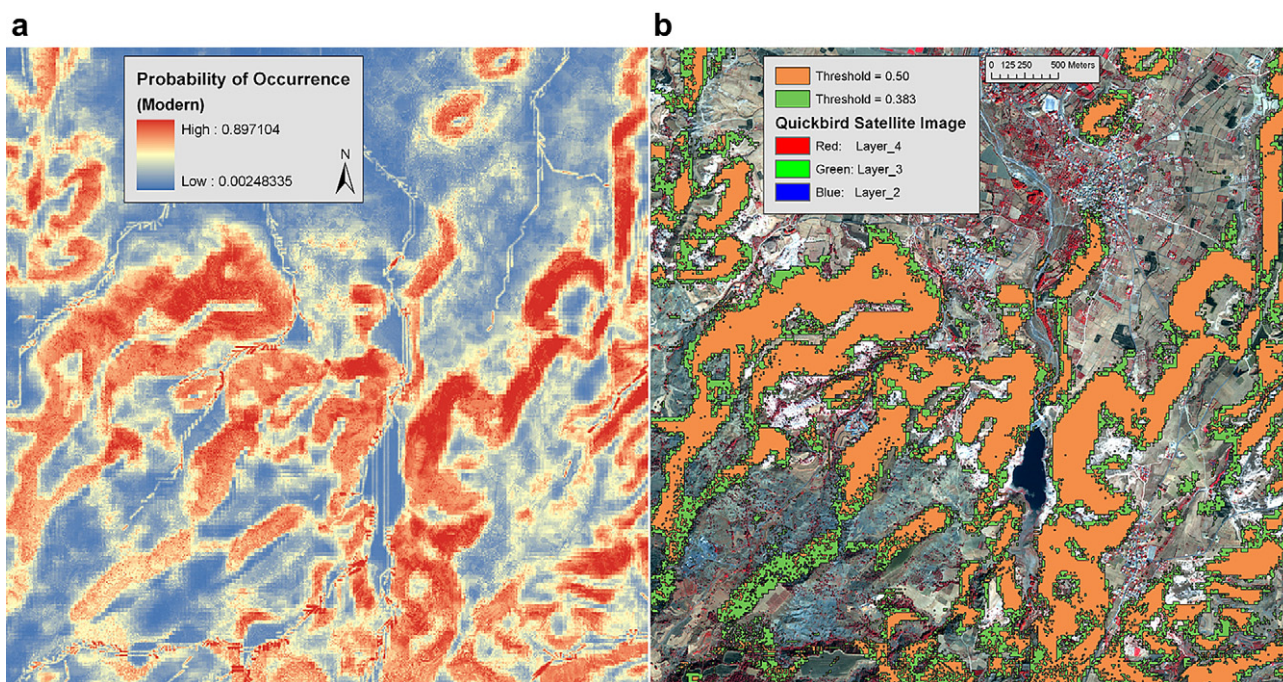 a
b
Probability of Occurrence
(Modern)
High : 0.897104
Low : 0.00248335
N
Threshold = 0.50
Threshold = 0.383
Quickbird Satellite Image
Red: Layer_4
Green: Layer_3
Blue: Layer_2
0 125 250 500 Meters